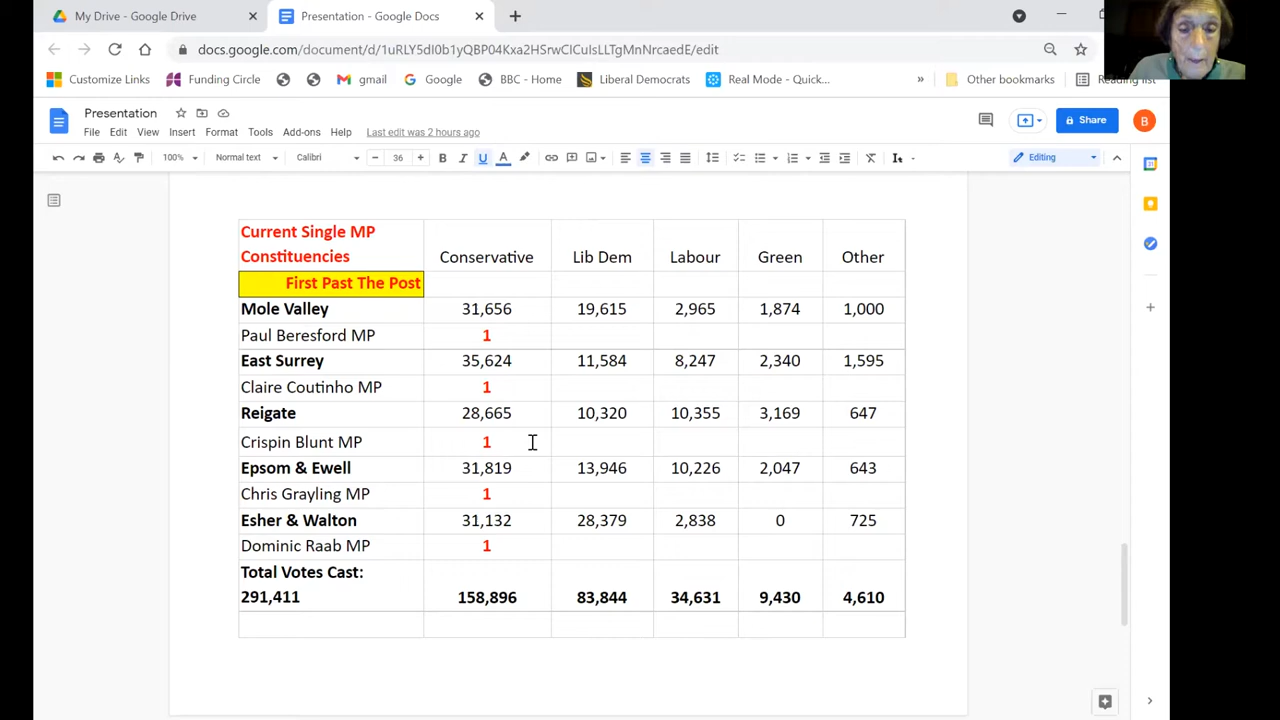 My Drive - Google Drive
Presentation - Google Docs
docs.google.com/document/d/1uRLY5dI0b1yQBP04Kxa2HSrwClCulsLLTgMnNrcaedE/edit
Customize Links Funding Circle gmail Google BBC - Home Liberal Democrats Real Mode - Quick... » Other bookmarks Reading list
Presentation
File Edit View Insert Format Tools Add-ons Help Last edit was 2 hours ago
Share B
100% Normal text Calibri 36 Editing
Current Single MP
Constituencies Conservative Lib Dem Labour Green Other
First Past The Post
Mole Valley 31,656 19,615 2,965 1,874 1,000
Paul Beresford MP 1
East Surrey 35,624 11,584 8,247 2,340 1,595
Claire Coutinho MP 1
Reigate 28,665 10,320 10,355 3,169 647
Crispin Blunt MP 1
Epsom & Ewell 31,819 13,946 10,226 2,047 643
Chris Grayling MP 1
Esher & Walton 31,132 28,379 2,838 0 725
Dominic Raab MP 1
Total Votes Cast:
291,411 158,896 83,844 34,631 9,430 4,610